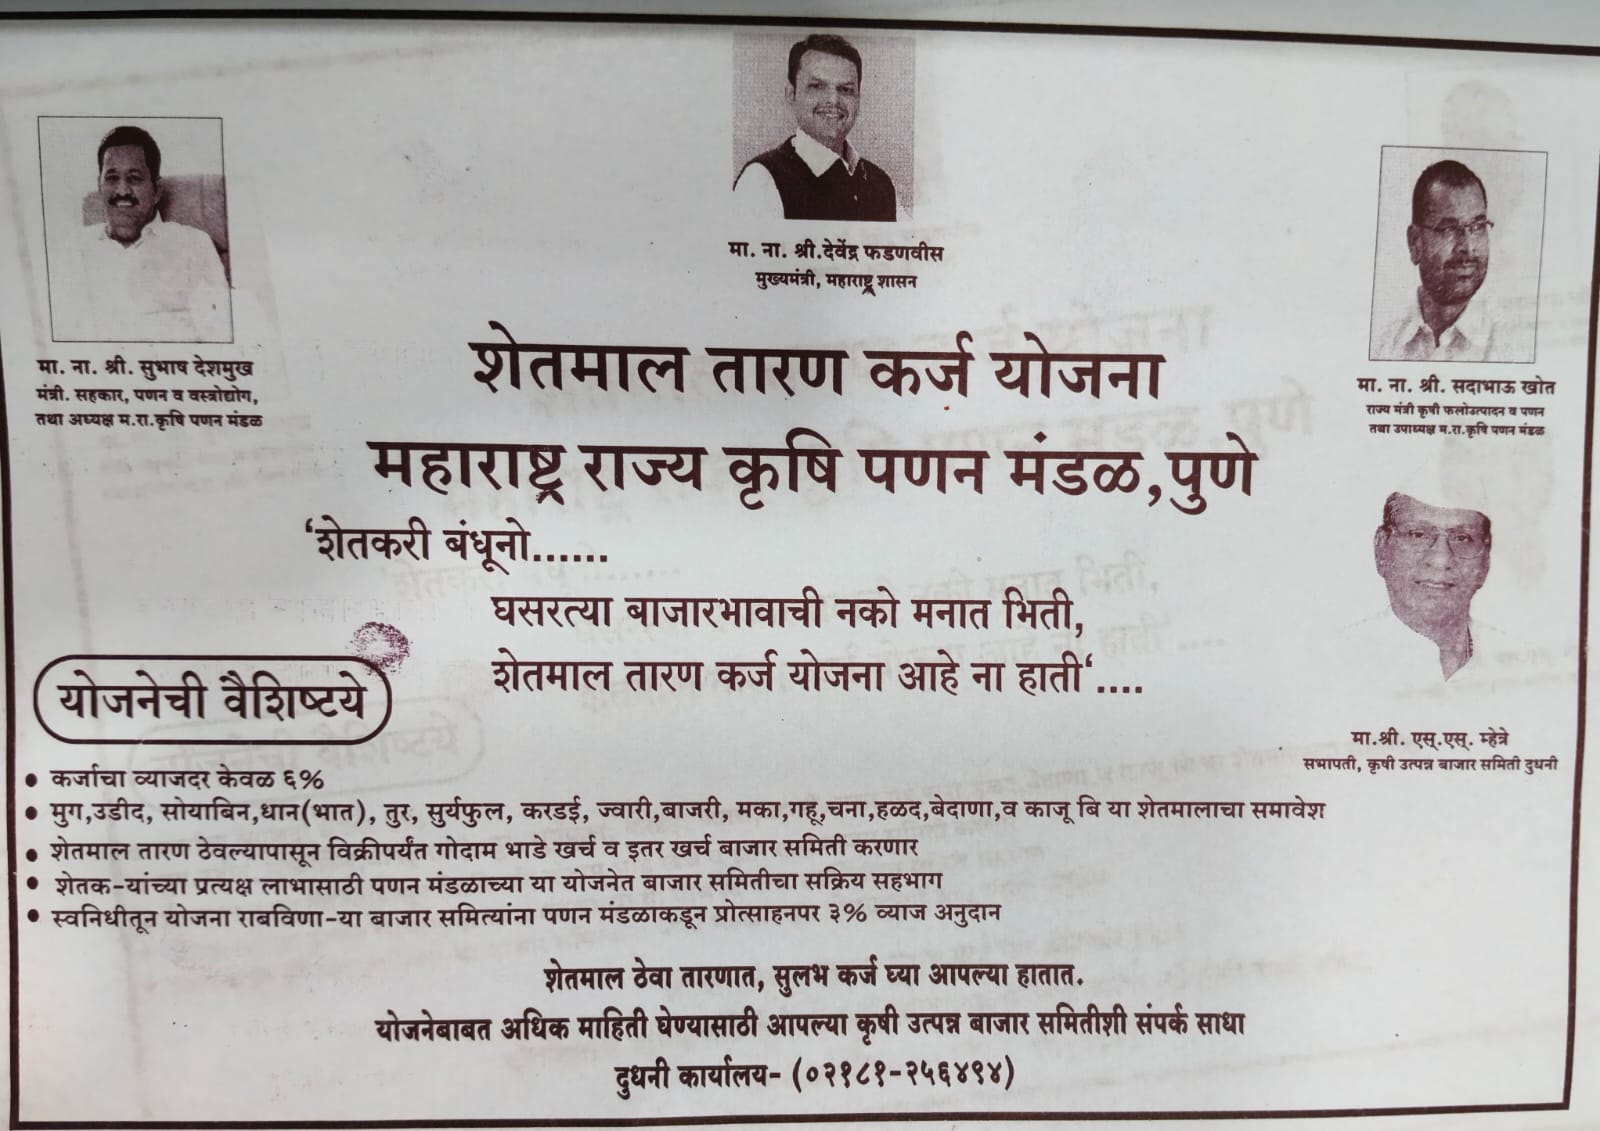 मा. ना. श्री.देवेंद्र फडणवीस
मुख्यमंत्री, महाराष्ट्र शासन
मा. ना. श्री. सुभाष देशमुख
मंत्री. सहकार, पणन व वस्त्रोद्योग,
तथा अध्यक्ष म.रा.कृषि पणन मंडळ
मा. ना. श्री. सदाभाऊ खोत
राज्य मंत्री कृषी फलोउत्पादन व पणन
तथा उपाध्यक्ष म.रा.कृषि पणन मंडळ
शेतमाल तारण कर्ज योजना
महाराष्ट्र राज्य कृषि पणन मंडळ,पुणे
‘शेतकरी बंधूनो......
घसरत्या बाजारभावाची नको मनात भिती,
शेतमाल तारण कर्ज योजना आहे ना हाती‘....
मा.श्री. एस्.एस्. म्हेत्रे
सभापती, कृषी उत्पन्न बाजार समिती दुधनी
योजनेची वैशिष्टये
• कर्जाचा व्याजदर केवळ ६%
• मुग,उडीद, सोयाबिन,धान(भात), तुर, सुर्यफुल, करडई, ज्वारी,बाजरी, मका,गहू,चना,हळद,बेदाणा,व काजू बि या शेतमालाचा समावेश
• शेतमाल तारण ठेवल्यापासून विक्रीपर्यंत गोदाम भाडे खर्च व इतर खर्च बाजार समिती करणार
• शेतक-यांच्या प्रत्यक्ष लाभासाठी पणन मंडळाच्या या योजनेत बाजार समितीचा सक्रिय सहभाग
• स्वनिधीतून योजना राबविणा-या बाजार समित्यांना पणन मंडळाकडून प्रोत्साहनपर ३% व्याज अनुदान
शेतमाल ठेवा तारणात, सुलभ कर्ज घ्या आपल्या हातात.
योजनेबाबत अधिक माहिती घेण्यासाठी आपल्या कृषी उत्पन्न बाजार समितीशी संपर्क साधा
दुधनी कार्यालय- (०२१८१-२५६४९४)